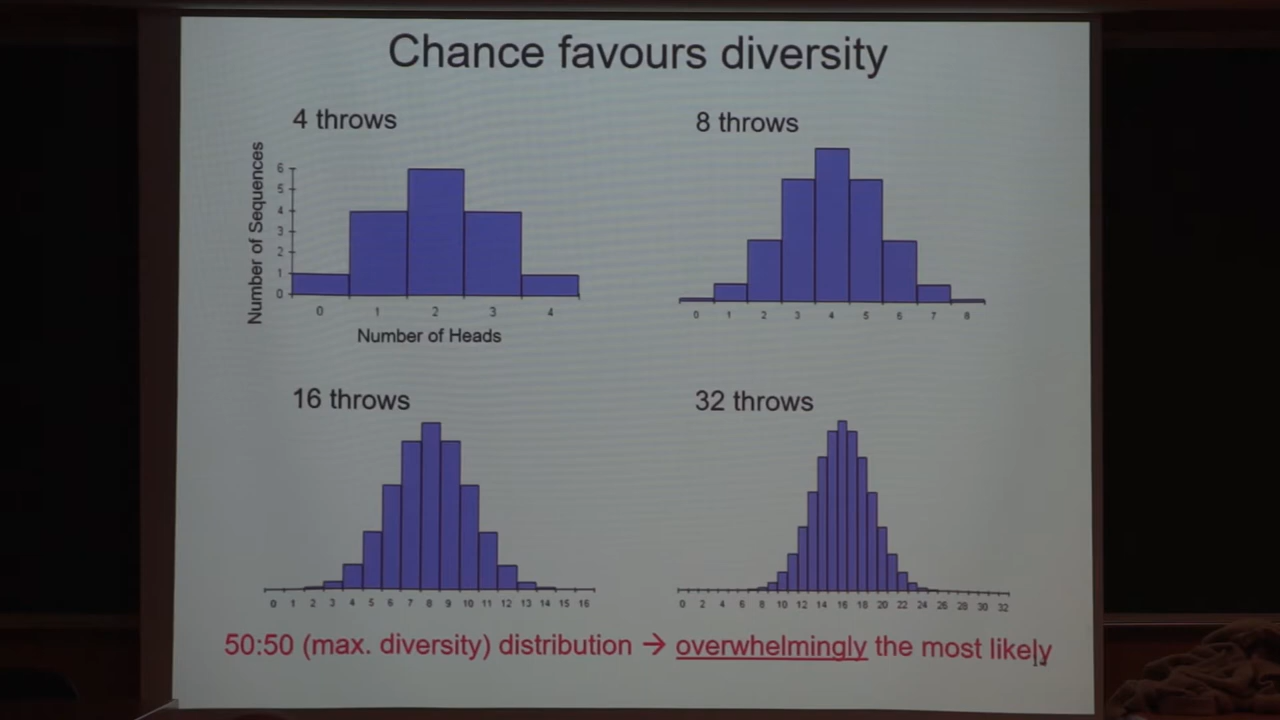 Chance favours diversity
4 throws
Number of Sequences
6
5
4
3
2
1
0
0 1 2 3 4
Number of Heads
8 throws
0 1 2 3 4 5 6 7 8
16 throws
0 1 2 3 4 5 6 7 8 9 10 11 12 13 14 15 16
32 throws
0 2 4 6 8 10 12 14 16 18 20 22 24 26 28 30 32
50:50 (max. diversity) distribution → overwhelmingly the most likely